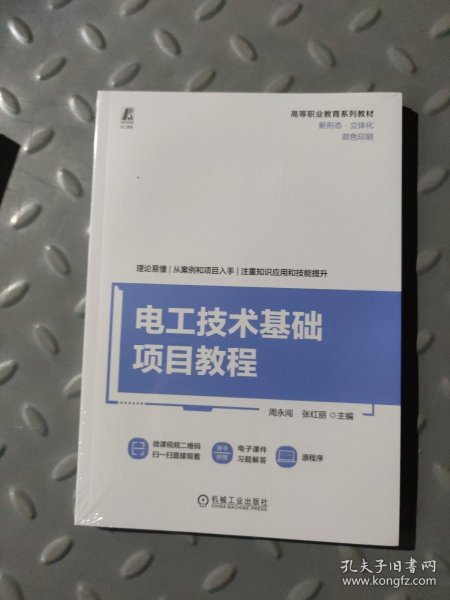 高等职业教育系列教材
新形态·立体化
双色印刷
理论易懂|从案例和项目入手|注重知识应用和技能提升
电工技术基础
项目教程
周永闯 张红丽 ○主编
微课视频二维码
扫一扫直接观看
电子课件
习题解答
源程序
机械工业出版社
CHINA MACHINE PRESS
孔夫子旧书网
www.kongfz.com